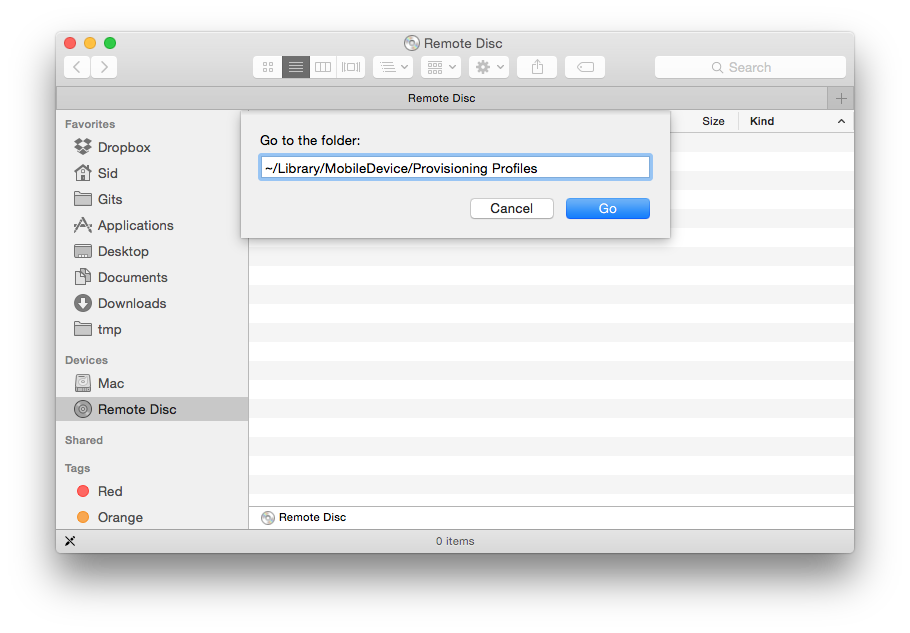 Remote Disc
Search
Remote Disc
Favorites
Dropbox
Sid
Gits
Applications
Desktop
Documents
Downloads
tmp
Devices
Mac
Remote Disc
Shared
Tags
Red
Orange
Go to the folder:
~/Library/MobileDevice/Provisioning Profiles
Cancel Go
Size Kind
Remote Disc
0 items